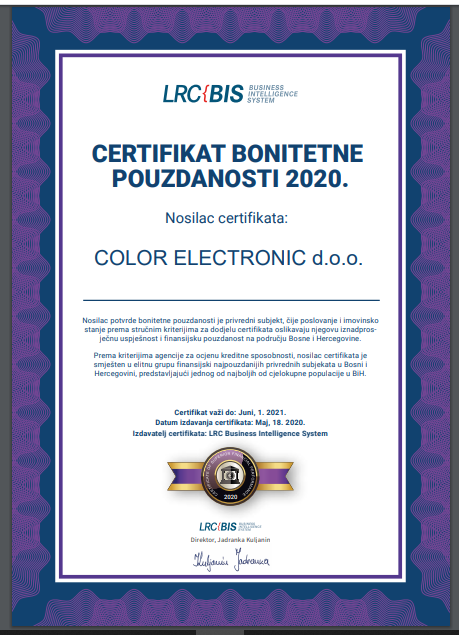 LRC{BIS BUSINESS
INTELLIGENCE
SYSTEM
CERTIFIKAT BONITETNE
POUZDANOSTI 2020.
Nosilac certifikata:
COLOR ELECTRONIC d.o.o.
Nosilac potvrde bonitetne pouzdanosti je privredni subjekt, čije poslovanje i imovinsko
stanje prema stručnim kriterijima za dodjelu certifikata oslikavaju njegovu iznadpros-
ječnu uspješnost i finansijsku pouzdanost na području Bosne i Hercegovine.
Prema kriterijima agencije za ocjenu kreditne sposobnosti, nosilac certifikata je
smješten u elitnu grupu finansijski najpouzdanijih privrednih subjekata u Bosni i
Hercegovini, predstavljajući jednog od najboljih od cjelokupne populacije u BiH.
Certifikat važi do: Juni, 1. 2021.
Datum izdavanja certifikata: Maj, 18. 2020.
Izdavatelj certifikata: LRC Business Intelligence System
2020
LRC{BIS BUSINESS
INTELLIGENCE
SYSTEM
Direktor, Jadranka Kuljanin
Kuljanin Jadranka